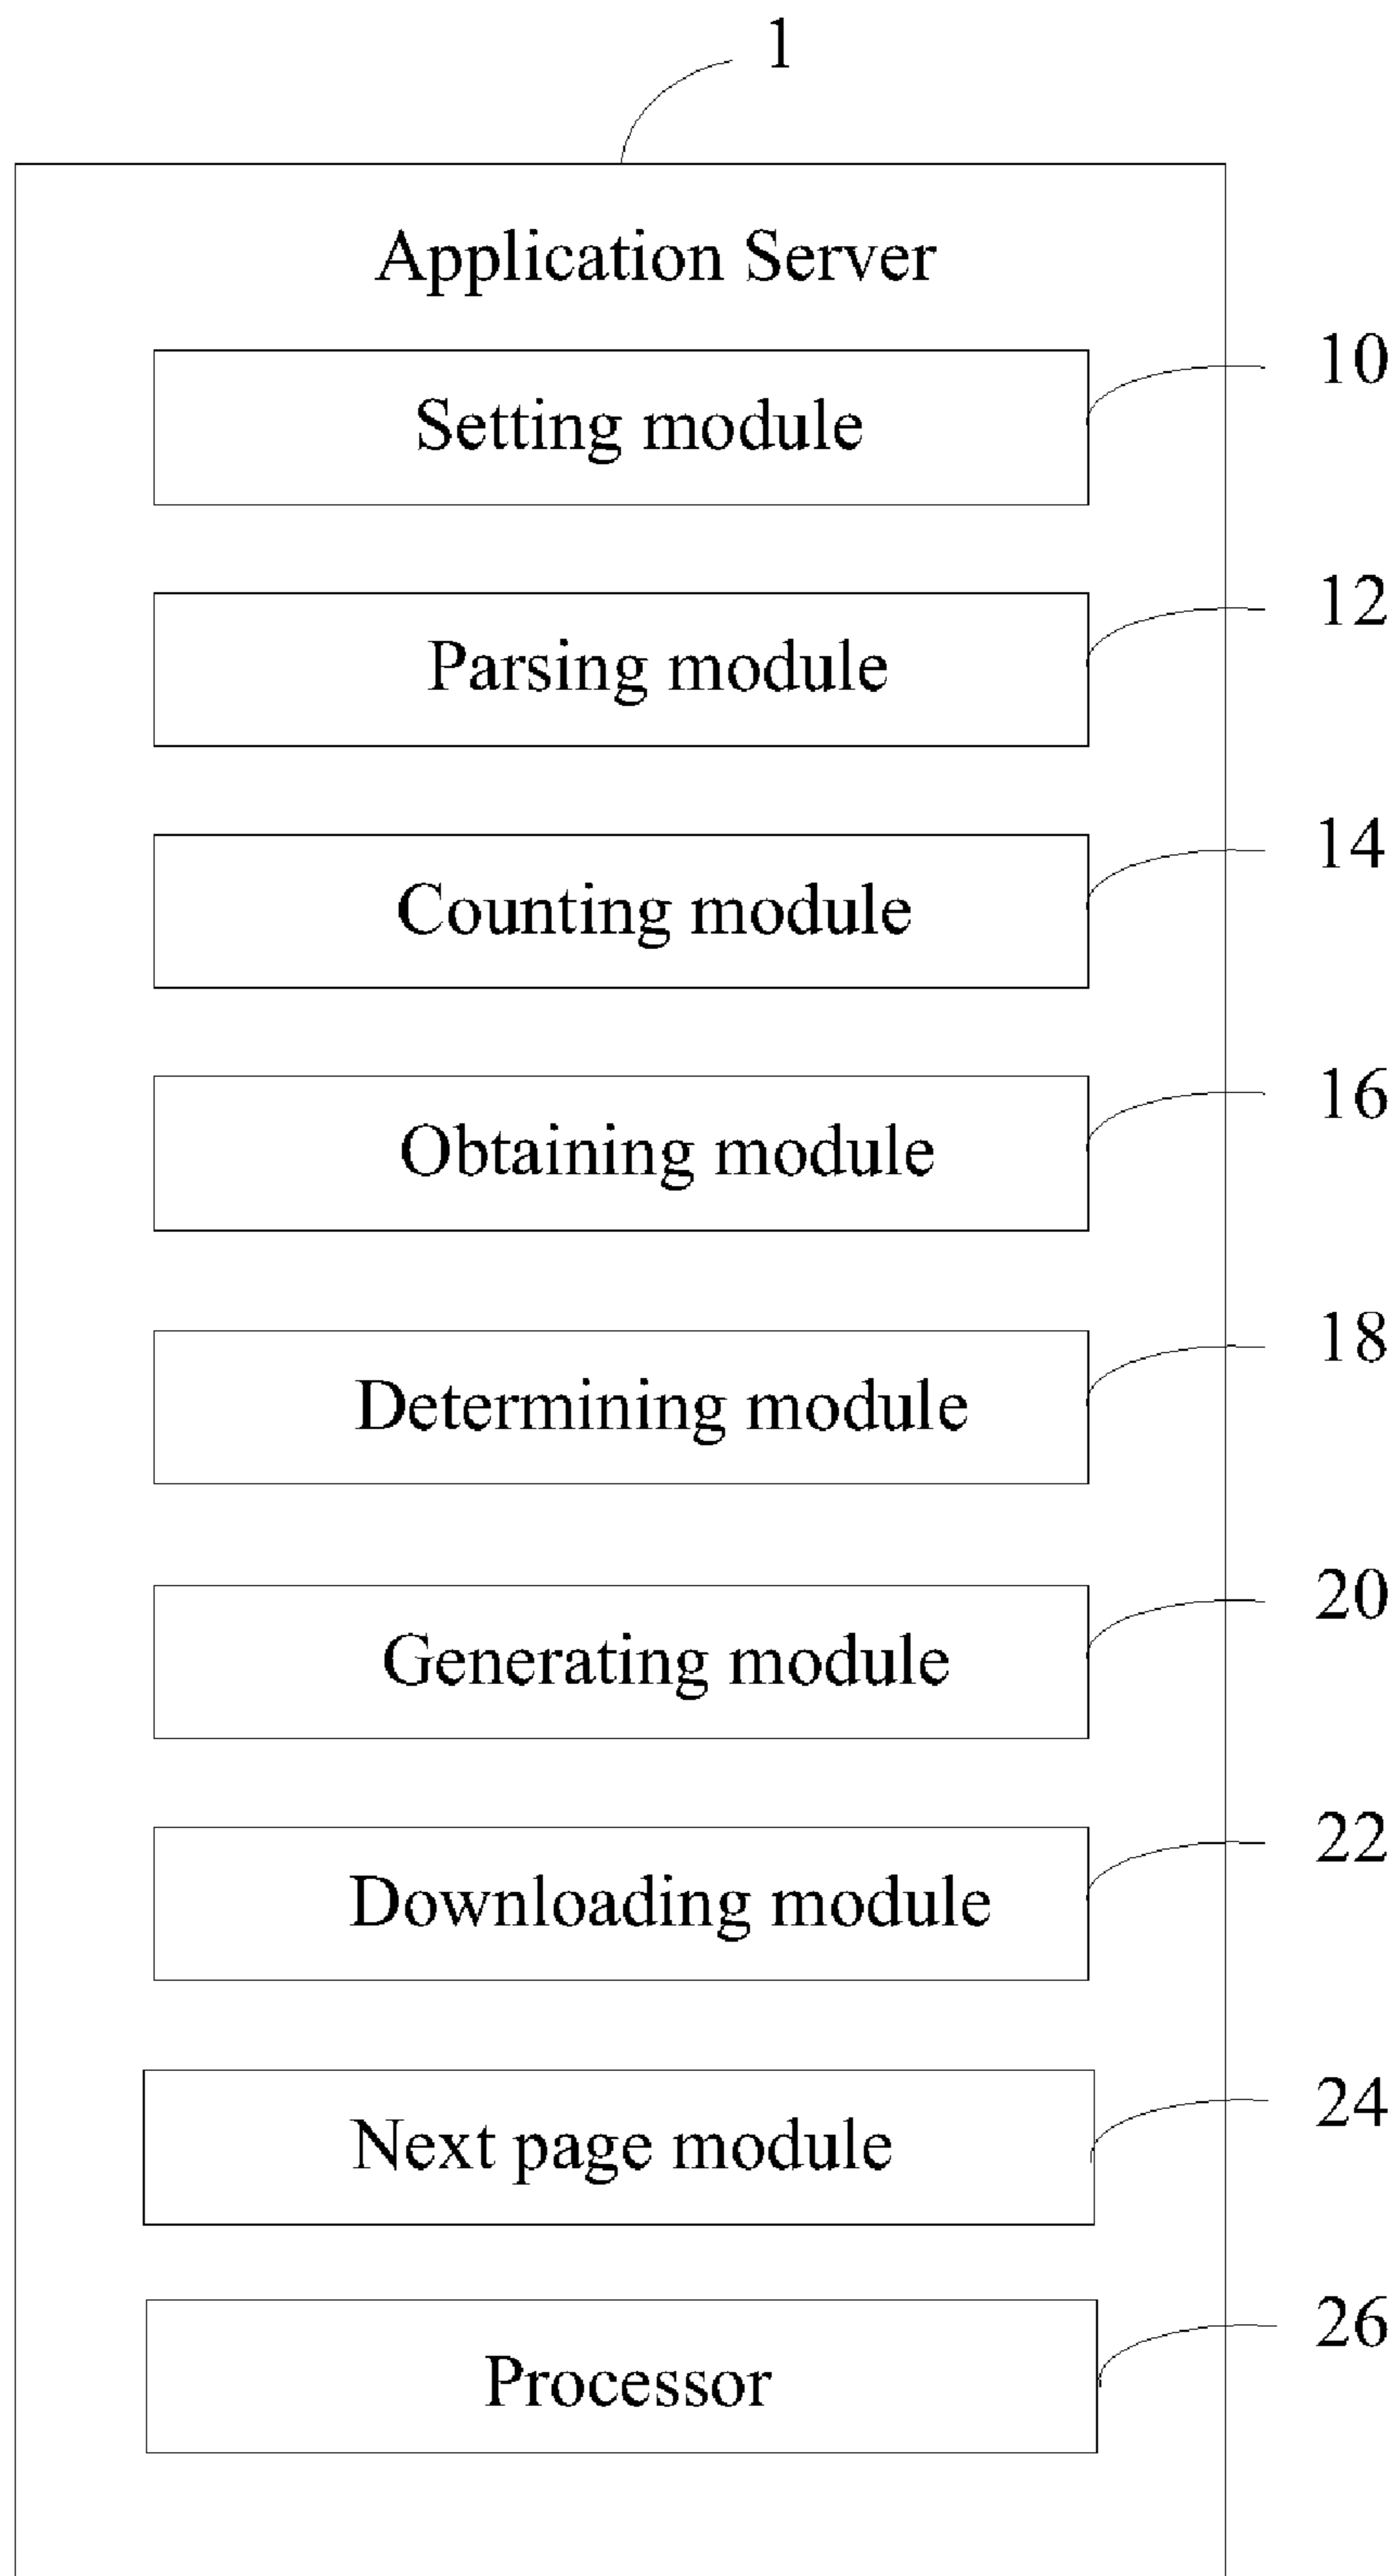 1
Application Server
10
Setting module
12
Parsing module
14
Counting module
16
Obtaining module
18
Determining module
20
Generating module
22
Downloading module
24
Next page module
26
Processor